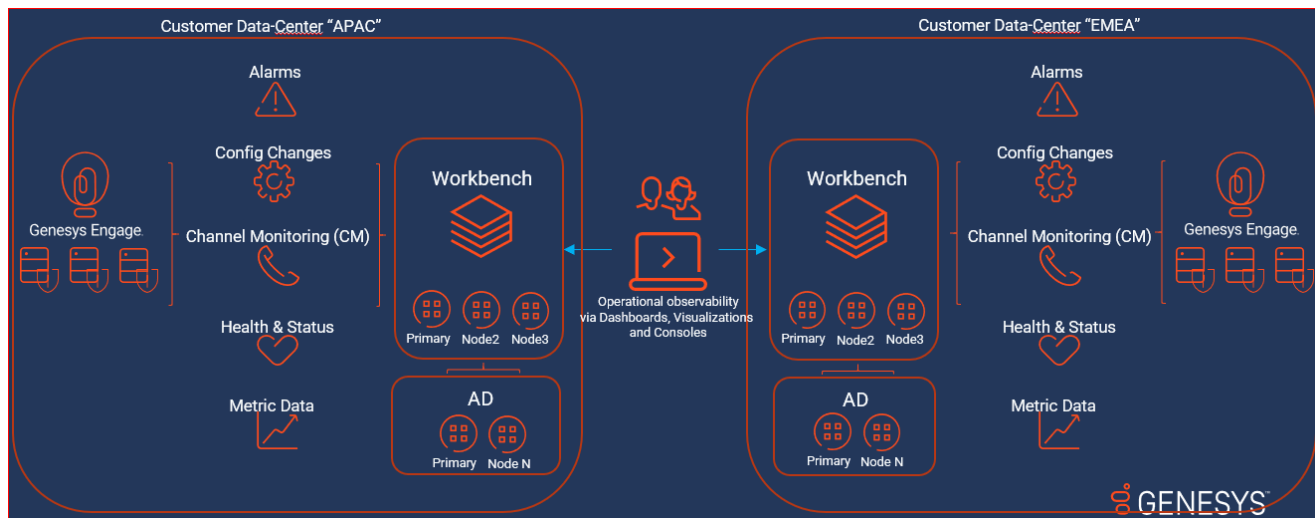 Customer Data-Center “APAC”
Alarms
Config Changes
Genesys Engage.
Channel Monitoring (CM)
Health & Status
Metric Data
Workbench
Primary Node2 Node3
AD
Primary Node N
Operational observability
via Dashboards, Visualizations
and Consoles
Customer Data-Center “EMEA”
Alarms
Workbench
Primary Node2 Node3
AD
Primary Node N
Config Changes
Channel Monitoring (CM)
Genesys Engage.
Health & Status
Metric Data
GENESYS™